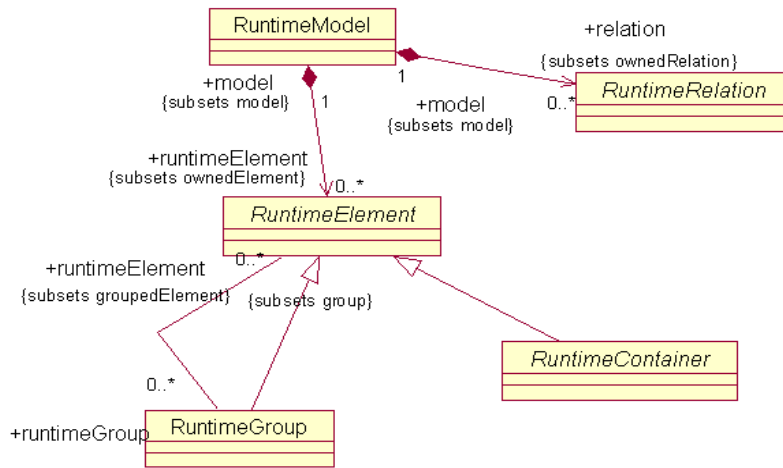 RuntimeModel
+relation
{subsets ownedRelation}
+model
{subsets model}
1
1
+model
{subsets model}
0..*
RuntimeRelation
+runtimeElement
{subsets ownedElement}
0..*
RuntimeElement
+runtimeElement
0..*
{subsets groupedElement}
{subsets group}
RuntimeContainer
0..*
+runtimeGroup
RuntimeGroup